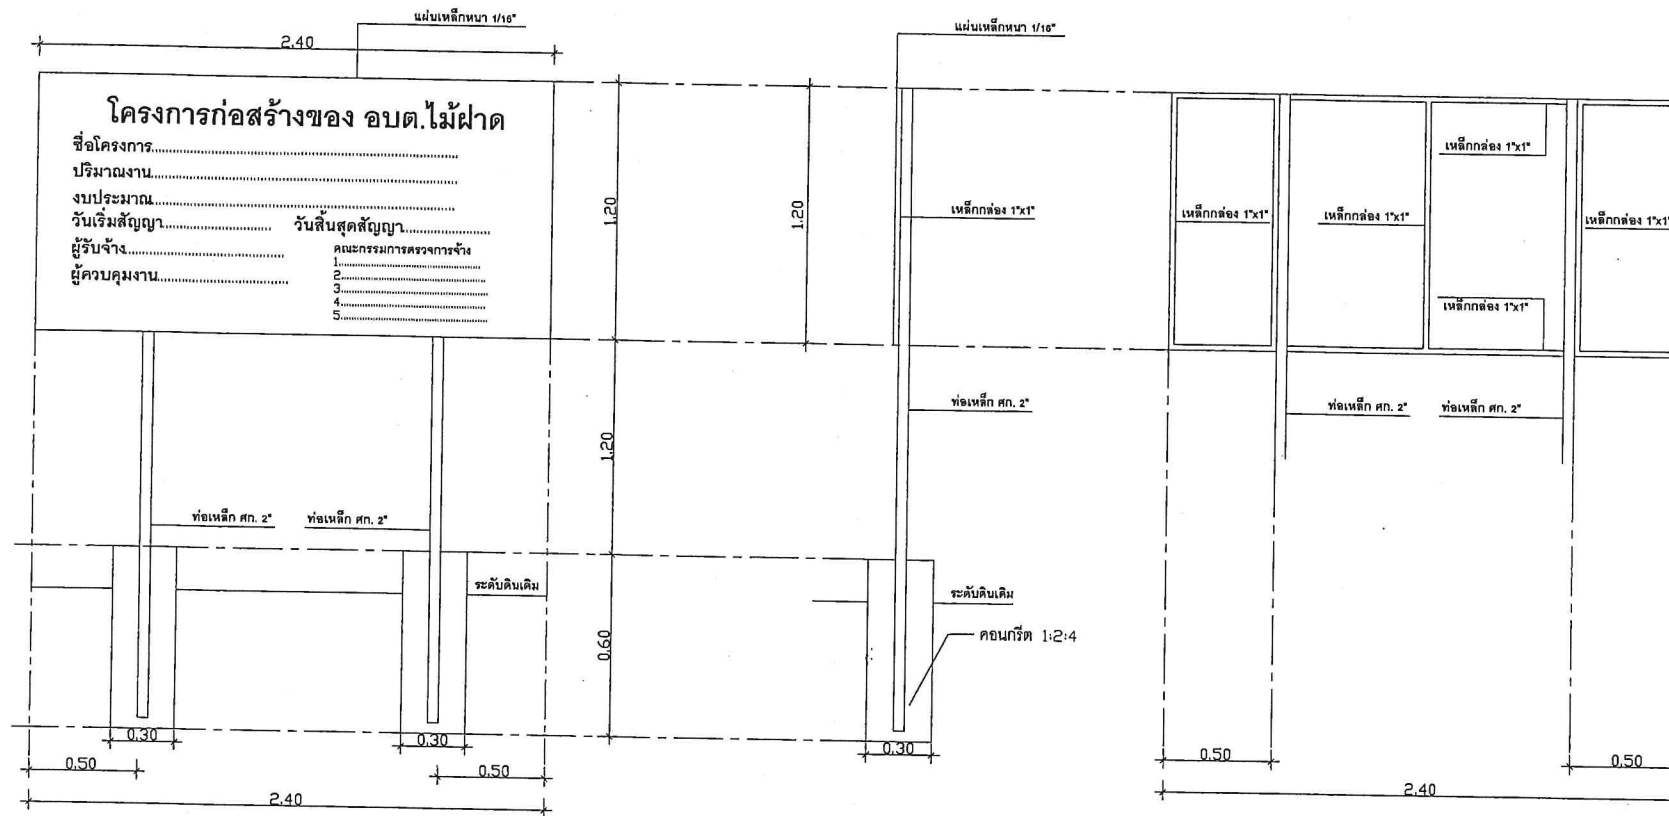 แผ่นเหล็กหนา 1/16"
2.40
โครงการก่อสร้างของ อบต.ไม้ฝาด
ชื่อโครงการ
ปริมาณงาน
งบประมาณ
วันเริ่มสัญญา วันสิ้นสุดสัญญา
ผู้รับจ้าง
ผู้ควบคุมงาน
คณะกรรมการตรวจการจ้าง
1
2
3
4
5
1.20
1.20
ท่อเหล็ก ศก. 2" ท่อเหล็ก ศก. 2"
ระดับดินเดิม
0.60
0.30 0.30
0.50 0.50
2.40
แผ่นเหล็กหนา 1/16"
1.20
เหล็กกล่อง 1"x1"
ท่อเหล็ก ศก. 2"
ระดับดินเดิม
คอนกรีต 1:2:4
0.30
เหล็กกล่อง 1"x1"
เหล็กกล่อง 1"x1" เหล็กกล่อง 1"x1" เหล็กกล่อง 1"x1"
เหล็กกล่อง 1"x1"
ท่อเหล็ก ศก. 2" ท่อเหล็ก ศก. 2"
0.50 0.50
2.40